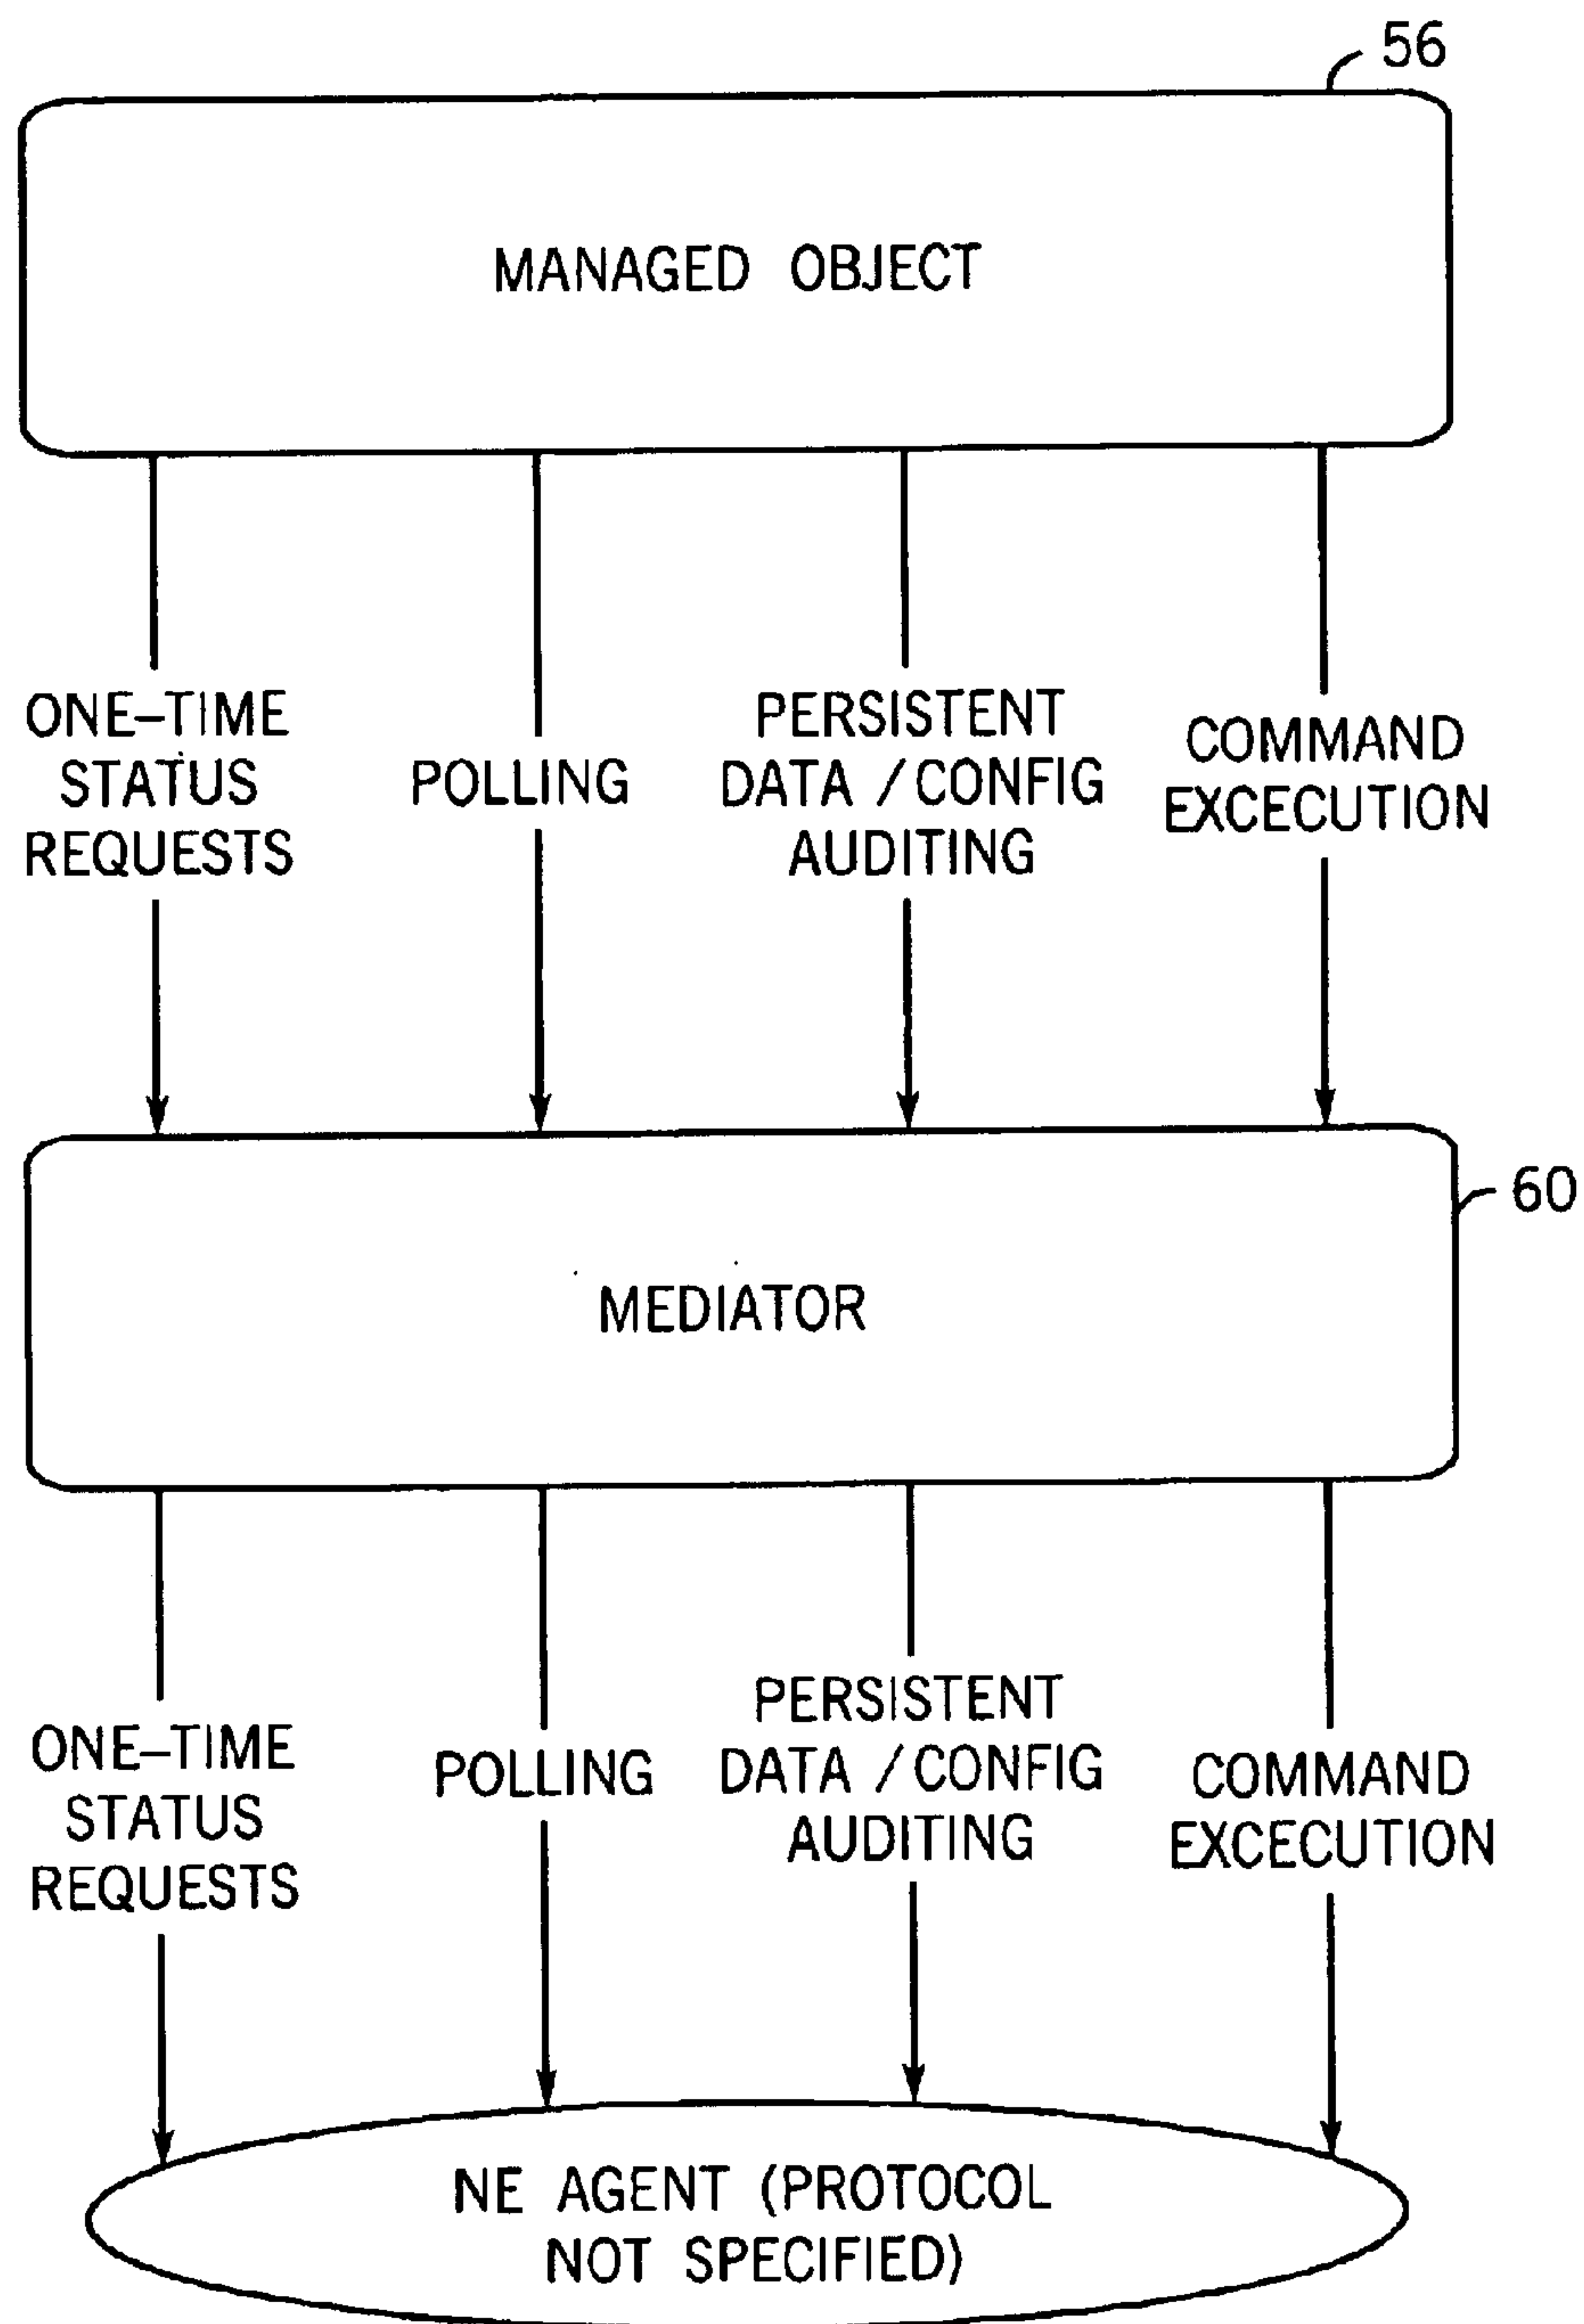 56
MANAGED OBJECT
ONE-TIME
STATUS
REQUESTS
POLLING
PERSISTENT
DATA / CONFIG
AUDITING
COMMAND
EXCECUTION
60
MEDIATOR
ONE-TIME
STATUS
REQUESTS
POLLING
PERSISTENT
DATA / CONFIG
AUDITING
COMMAND
EXCECUTION
NE AGENT (PROTOCOL
NOT SPECIFIED)